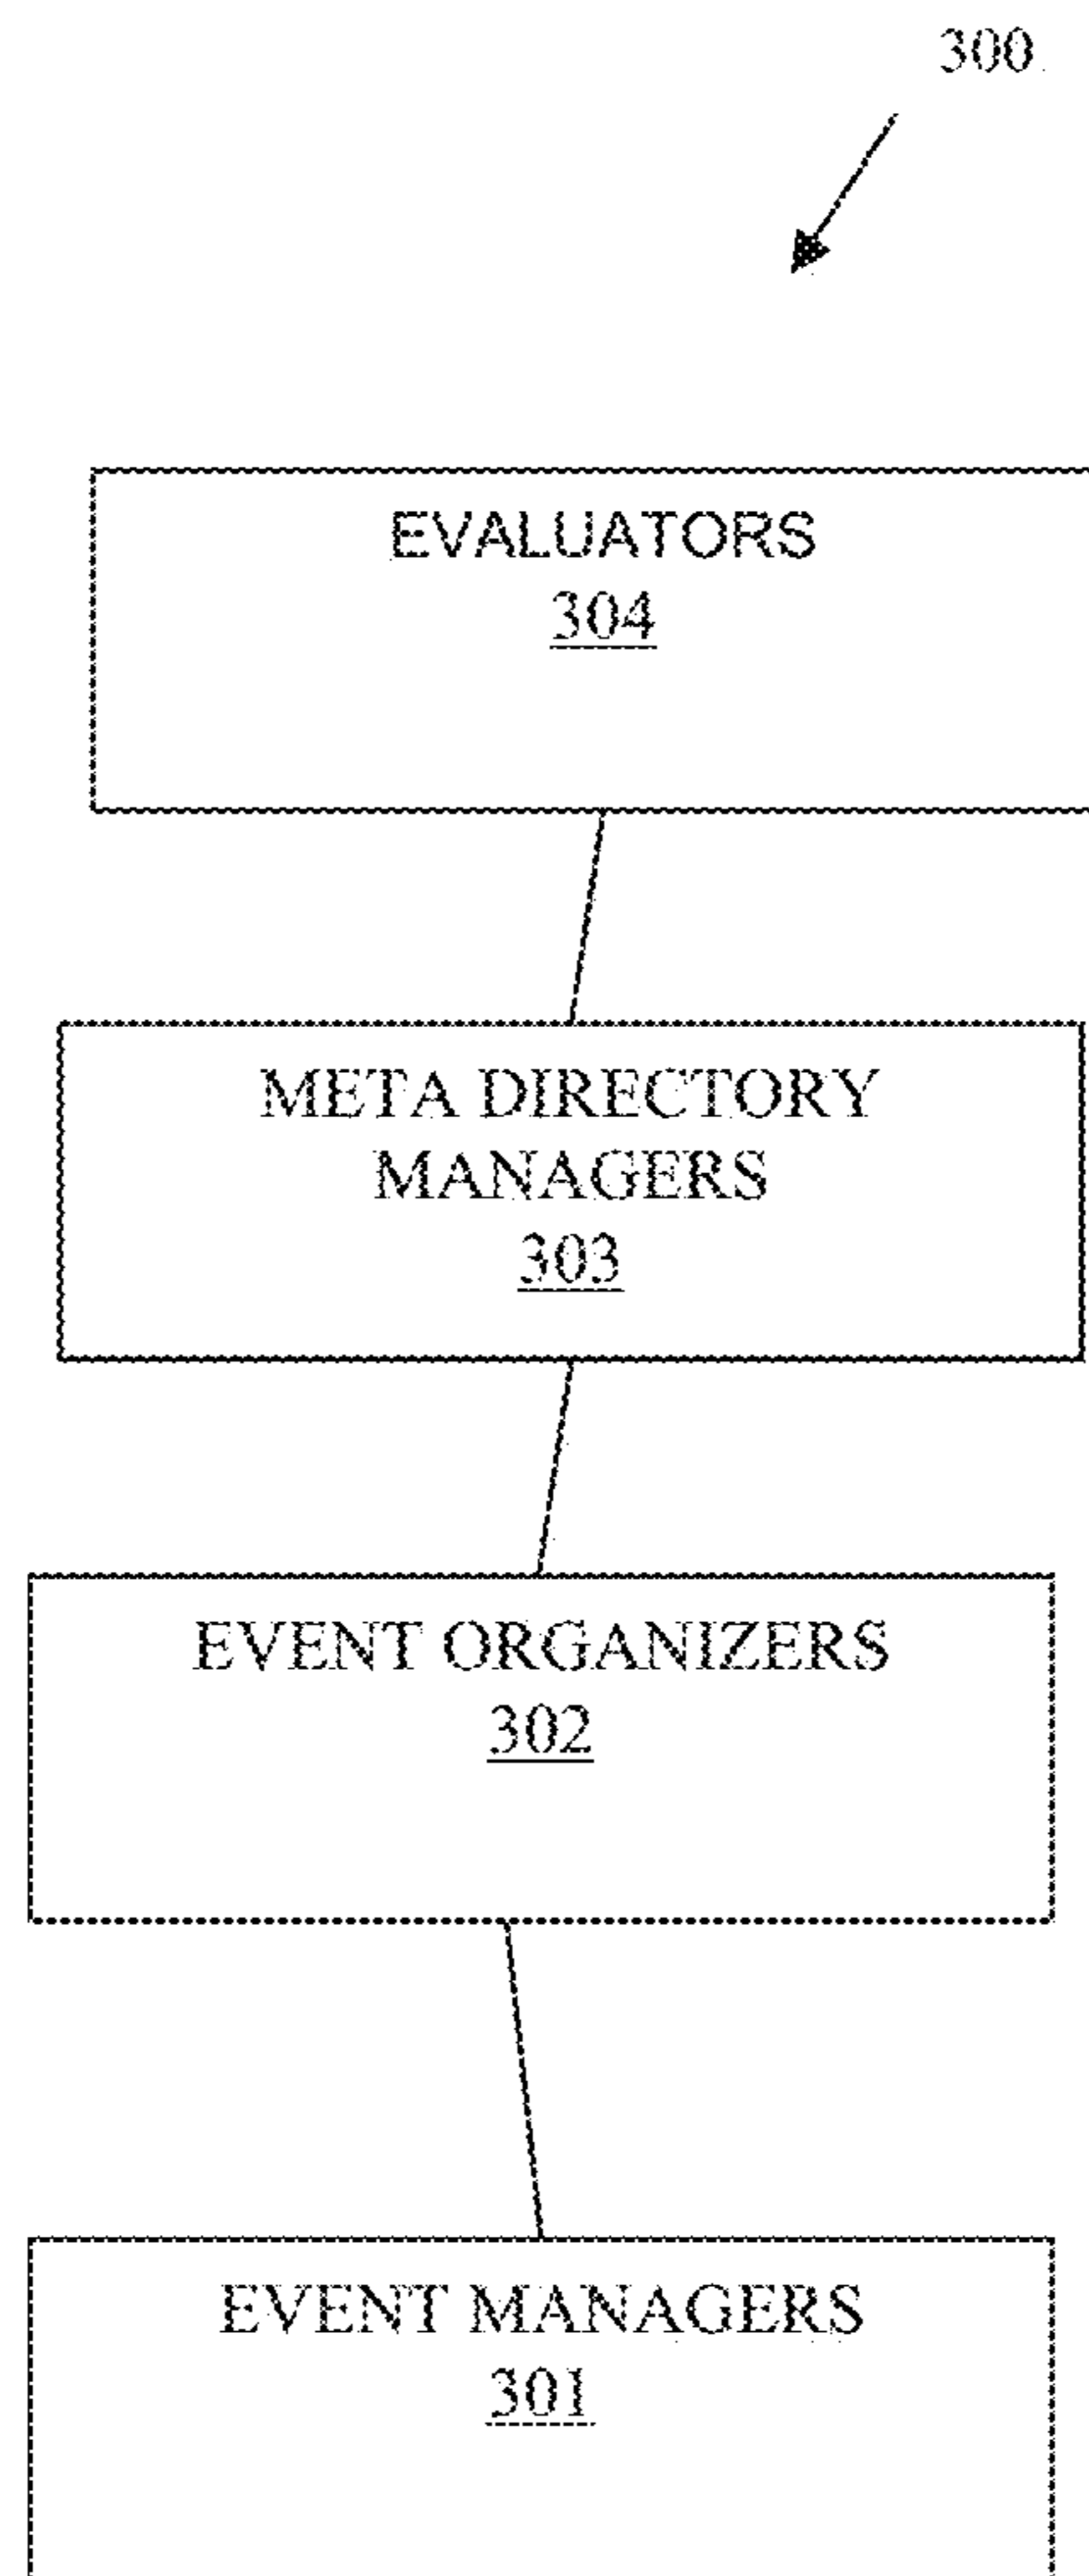 300
EVALUATORS
304
META DIRECTORY
MANAGERS
303
EVENT ORGANIZERS
302
EVENT MANAGERS
301